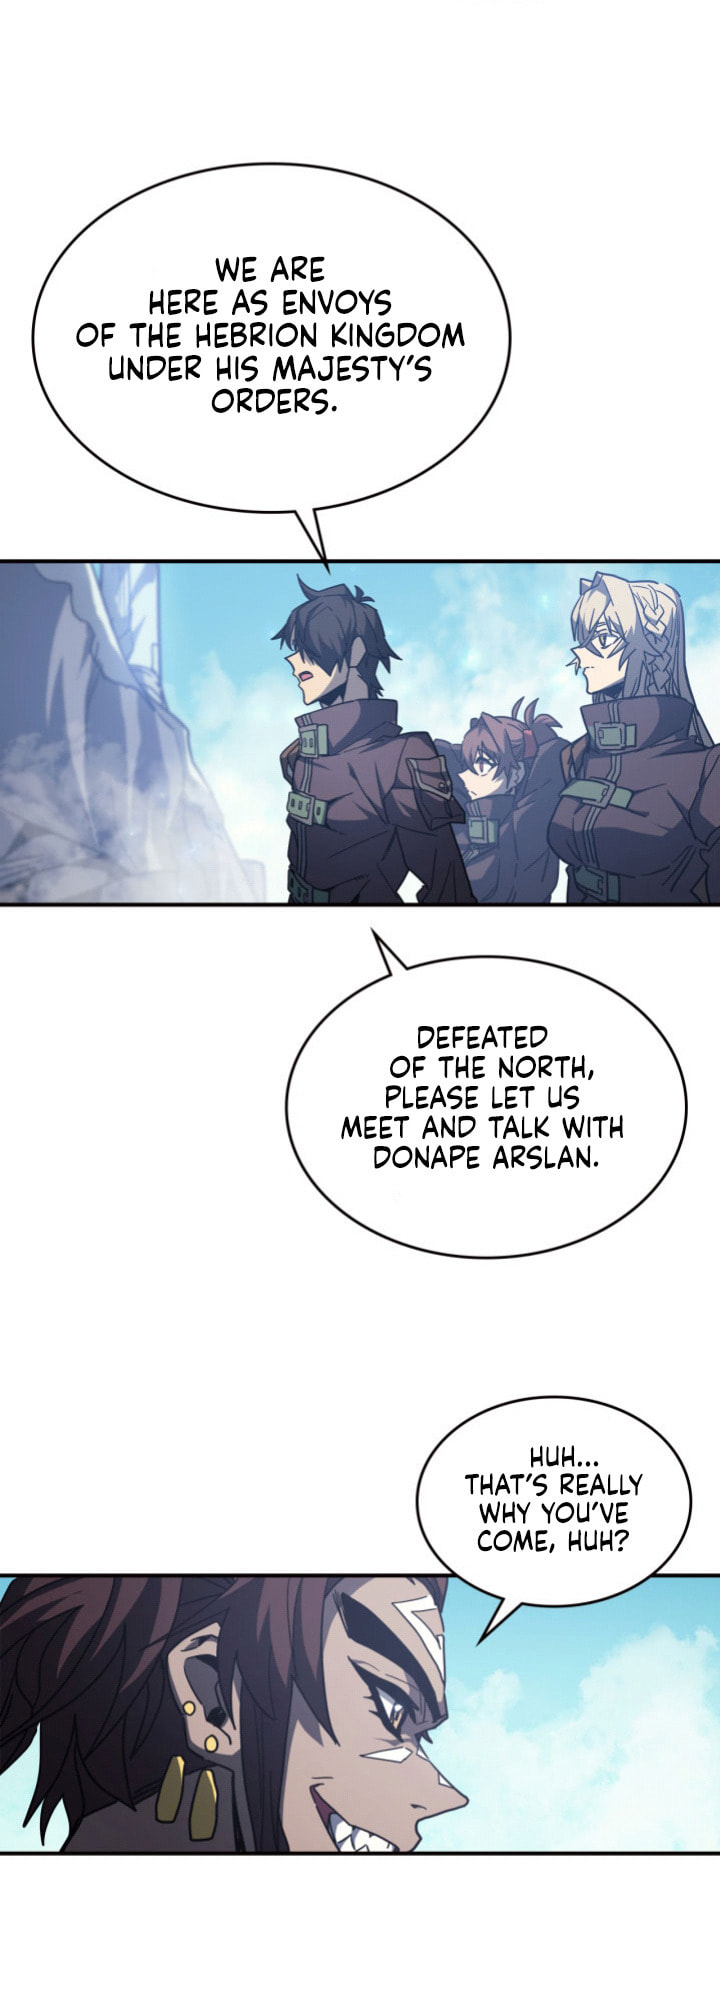 WE ARE
HERE AS ENVOYS
OF THE HEBRION KINGDOM
UNDER HIS MAJESTY'S
ORDERS.
DEFEATED
OF THE NORTH,
PLEASE LET US
MEET AND TALK WITH
DONAPE ARSLAN.
HUH...
THAT'S REALLY
WHY YOU'VE
COME, HUH?